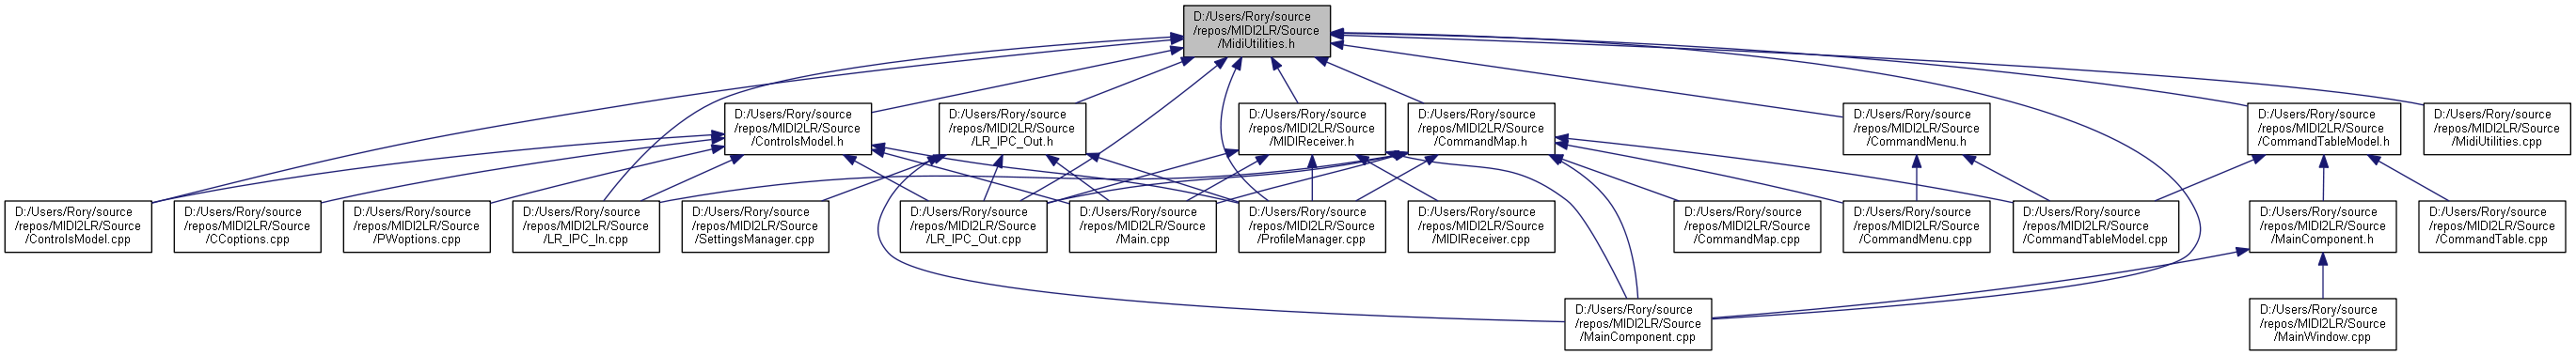 D:/Users/Rory/source
/repos/MIDI2LR/Source
/MidiUtilities.h
D:/Users/Rory/source
/repos/MIDI2LR/Source
/ControlsModel.h
D:/Users/Rory/source
/repos/MIDI2LR/Source
/LR_IPC_Out.h
D:/Users/Rory/source
/repos/MIDI2LR/Source
/MIDIReceiver.h
D:/Users/Rory/source
/repos/MIDI2LR/Source
/CommandMap.h
D:/Users/Rory/source
/repos/MIDI2LR/Source
/CommandMenu.h
D:/Users/Rory/source
/repos/MIDI2LR/Source
/CommandTableModel.h
D:/Users/Rory/source
/repos/MIDI2LR/Source
/MidiUtilities.cpp
D:/Users/Rory/source
/repos/MIDI2LR/Source
/ControlsModel.cpp
D:/Users/Rory/source
/repos/MIDI2LR/Source
/CCoptions.cpp
D:/Users/Rory/source
/repos/MIDI2LR/Source
/PWoptions.cpp
D:/Users/Rory/source
/repos/MIDI2LR/Source
/LR_IPC_In.cpp
D:/Users/Rory/source
/repos/MIDI2LR/Source
/SettingsManager.cpp
D:/Users/Rory/source
/repos/MIDI2LR/Source
/LR_IPC_Out.cpp
D:/Users/Rory/source
/repos/MIDI2LR/Source
/Main.cpp
D:/Users/Rory/source
/repos/MIDI2LR/Source
/ProfileManager.cpp
D:/Users/Rory/source
/repos/MIDI2LR/Source
/MIDIReceiver.cpp
D:/Users/Rory/source
/repos/MIDI2LR/Source
/CommandMap.cpp
D:/Users/Rory/source
/repos/MIDI2LR/Source
/CommandMenu.cpp
D:/Users/Rory/source
/repos/MIDI2LR/Source
/CommandTableModel.cpp
D:/Users/Rory/source
/repos/MIDI2LR/Source
/MainComponent.h
D:/Users/Rory/source
/repos/MIDI2LR/Source
/CommandTable.cpp
D:/Users/Rory/source
/repos/MIDI2LR/Source
/MainComponent.cpp
D:/Users/Rory/source
/repos/MIDI2LR/Source
/MainWindow.cpp